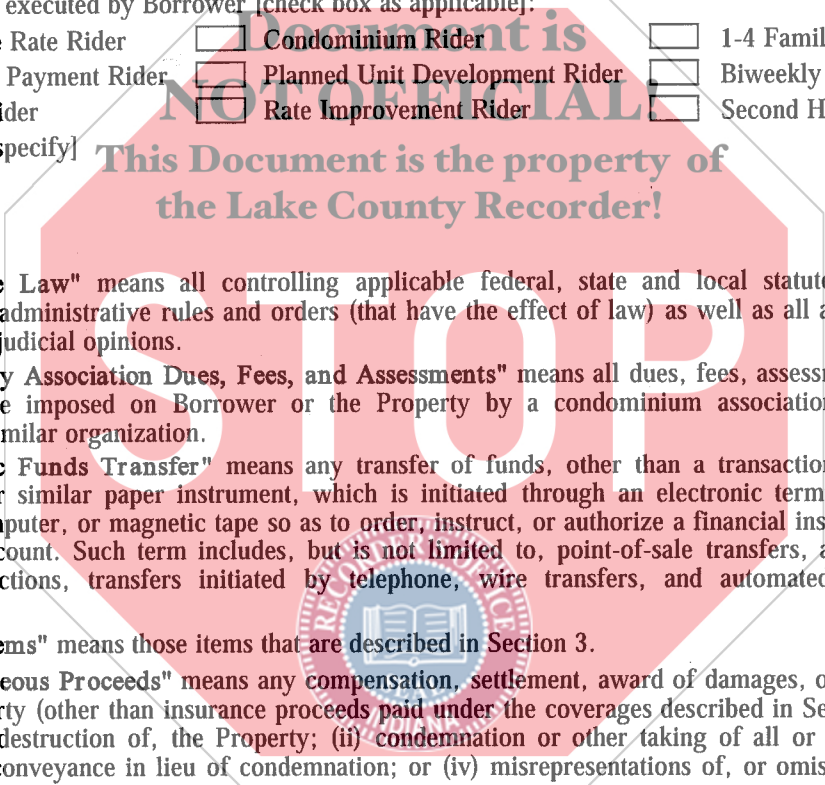 executed by Borrower [check box as applicable]:
Rate Rider Condominium Rider 1-4 Famil
Payment Rider Planned Unit Development Rider Biweekly
ider Rate Improvement Rider Second H
specify]
Document is
NOT OFFICIAL!
This Document is the property of
the Lake County Recorder!
STOP
e Law" means all controlling applicable federal, state and local statute
administrative rules and orders (that have the effect of law) as well as all a
judicial opinions.
y Association Dues, Fees, and Assessments" means all dues, fees, assessm
e imposed on Borrower or the Property by a condominium association
milar organization.
c Funds Transfer" means any transfer of funds, other than a transaction
r similar paper instrument, which is initiated through an electronic term
puter, or magnetic tape so as to order, instruct, or authorize a financial ins
count. Such term includes, but is not limited to, point-of-sale transfers, a
ctions, transfers initiated by telephone, wire transfers, and automated
ems" means those items that are described in Section 3.
eous Proceeds" means any compensation, settlement, award of damages, o
rty (other than insurance proceeds paid under the coverages described in Se
destruction of, the Property; (ii) condemnation or other taking of all or
conveyance in lieu of condemnation; or (iv) misrepresentations of, or omis
RECORDER'S OFFICE
SEAL
INDIANA